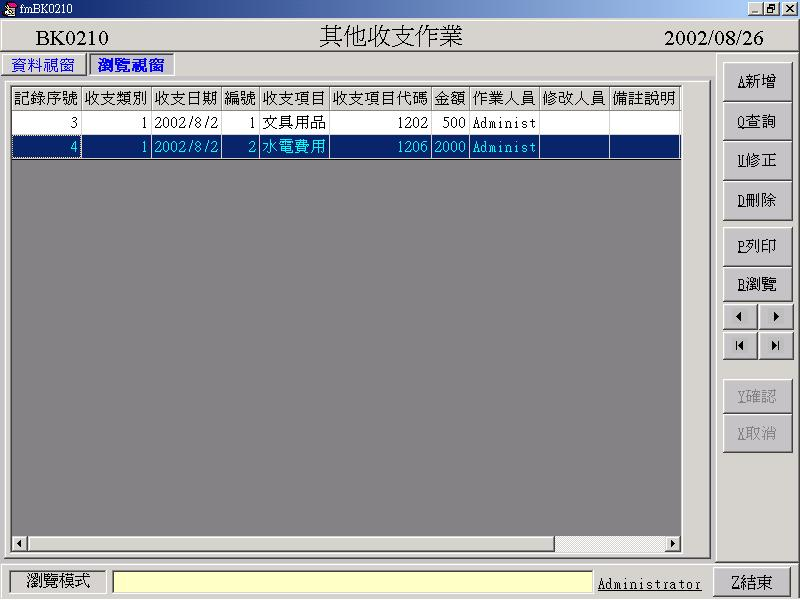 fmBK0210
BK0210 其他收支作業 2002/08/26
資料視窗 瀏覽視窗
記錄序號 收支類別 收支日期 編號 收支項目 收支項目代碼 金額 作業人員 修改人員 備註說明
3 1 2002/8/2 1 文具用品 1202 500 Administ
4 1 2002/8/2 2 水電費用 1206 2000 Administ
A新增
Q查詢
U修正
D刪除
P列印
B瀏覽
Y確認
X取消
瀏覽模式 Administrator Z結束